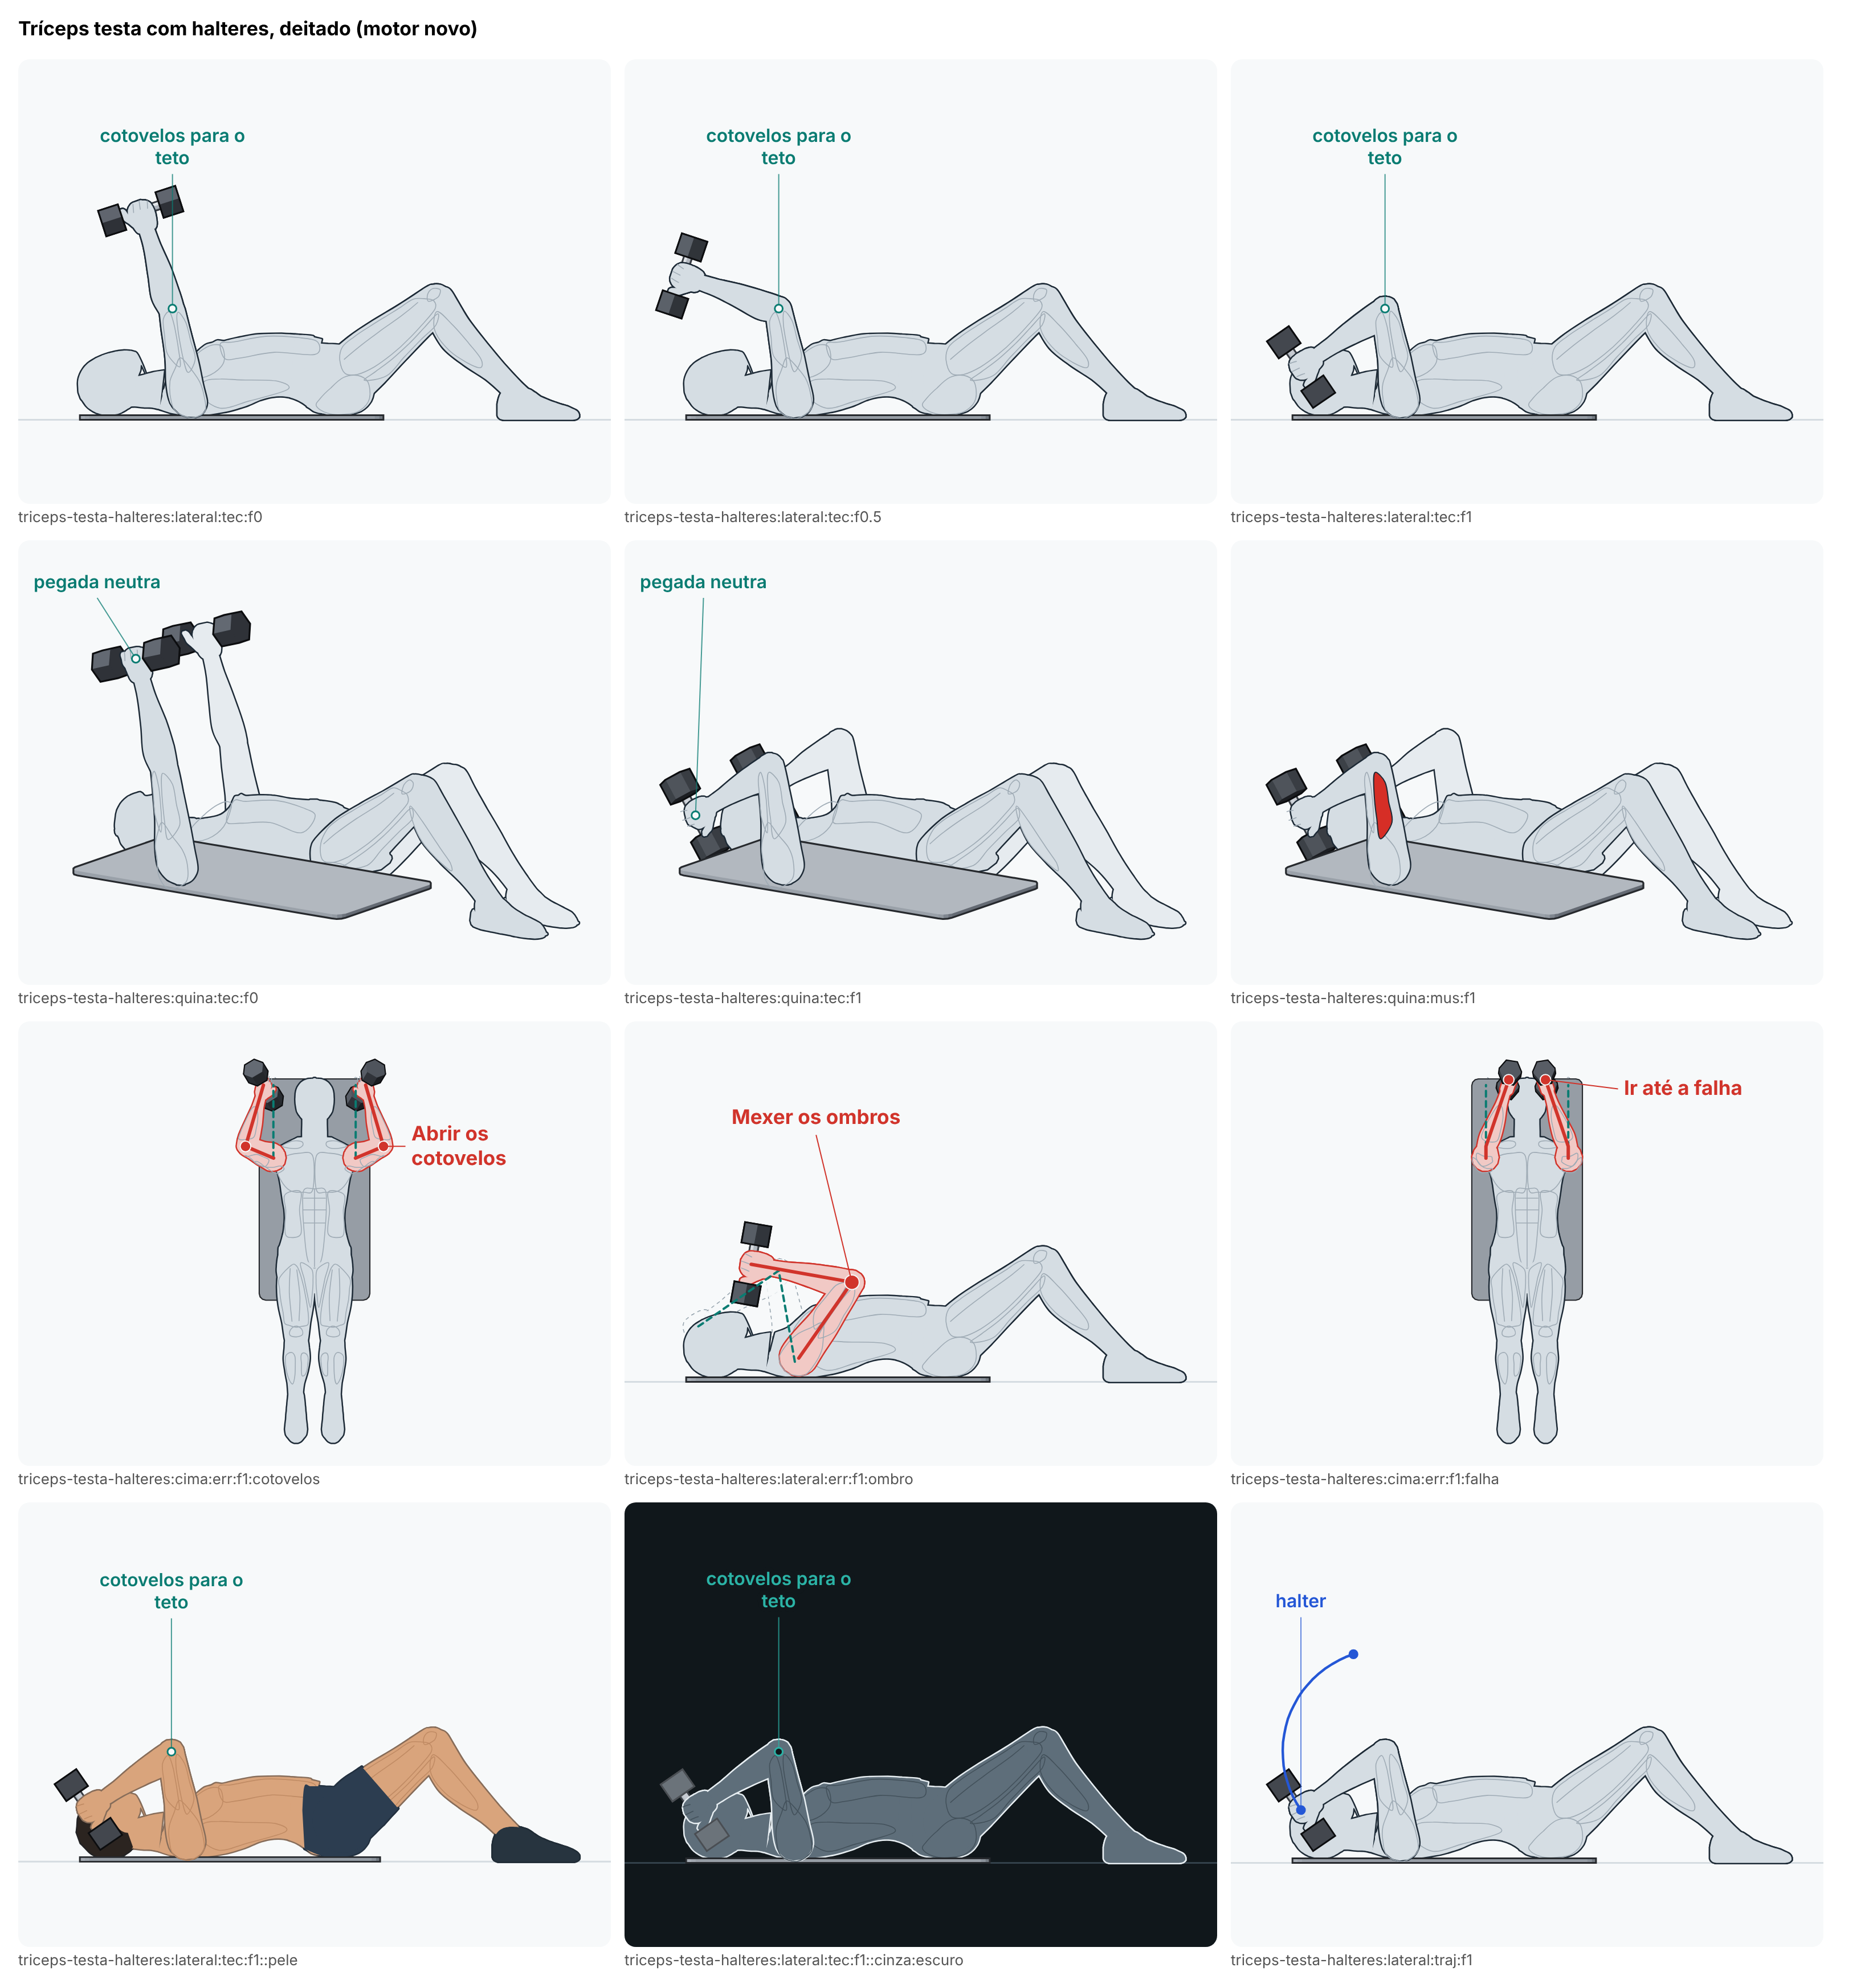 Tríceps testa com halteres, deitado (motor novo)
cotovelos para o
teto
cotovelos para o
teto
cotovelos para o
teto
triceps-testa-halteres:lateral:tec:f0
triceps-testa-halteres:lateral:tec:f0.5
triceps-testa-halteres:lateral:tec:f1
pegada neutra
pegada neutra
triceps-testa-halteres:quina:tec:f0
triceps-testa-halteres:quina:tec:f1
triceps-testa-halteres:quina:mus:f1
Abrir os
cotovelos
Mexer os ombros
Ir até a falha
triceps-testa-halteres:cima:err:f1:cotovelos
triceps-testa-halteres:lateral:err:f1:ombro
triceps-testa-halteres:cima:err:f1:falha
cotovelos para o
teto
cotovelos para o
teto
halter
triceps-testa-halteres:lateral:tec:f1::pele
triceps-testa-halteres:lateral:tec:f1::cinza:escuro
triceps-testa-halteres:lateral:traj:f1